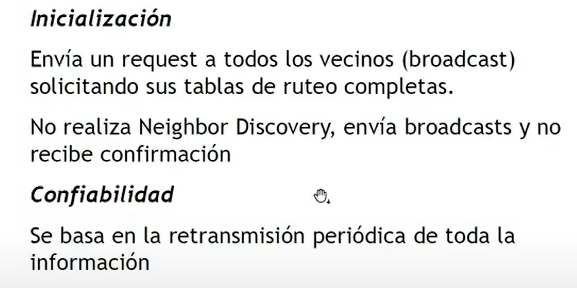 Inicialización
Envía un request a todos los vecinos (broadcast)
solicitando sus tablas de ruteo completas.
No realiza Neighbor Discovery, envía broadcasts y no
recibe confirmación
Confiabilidad
Se basa en la retransmisión periódica de toda la
información